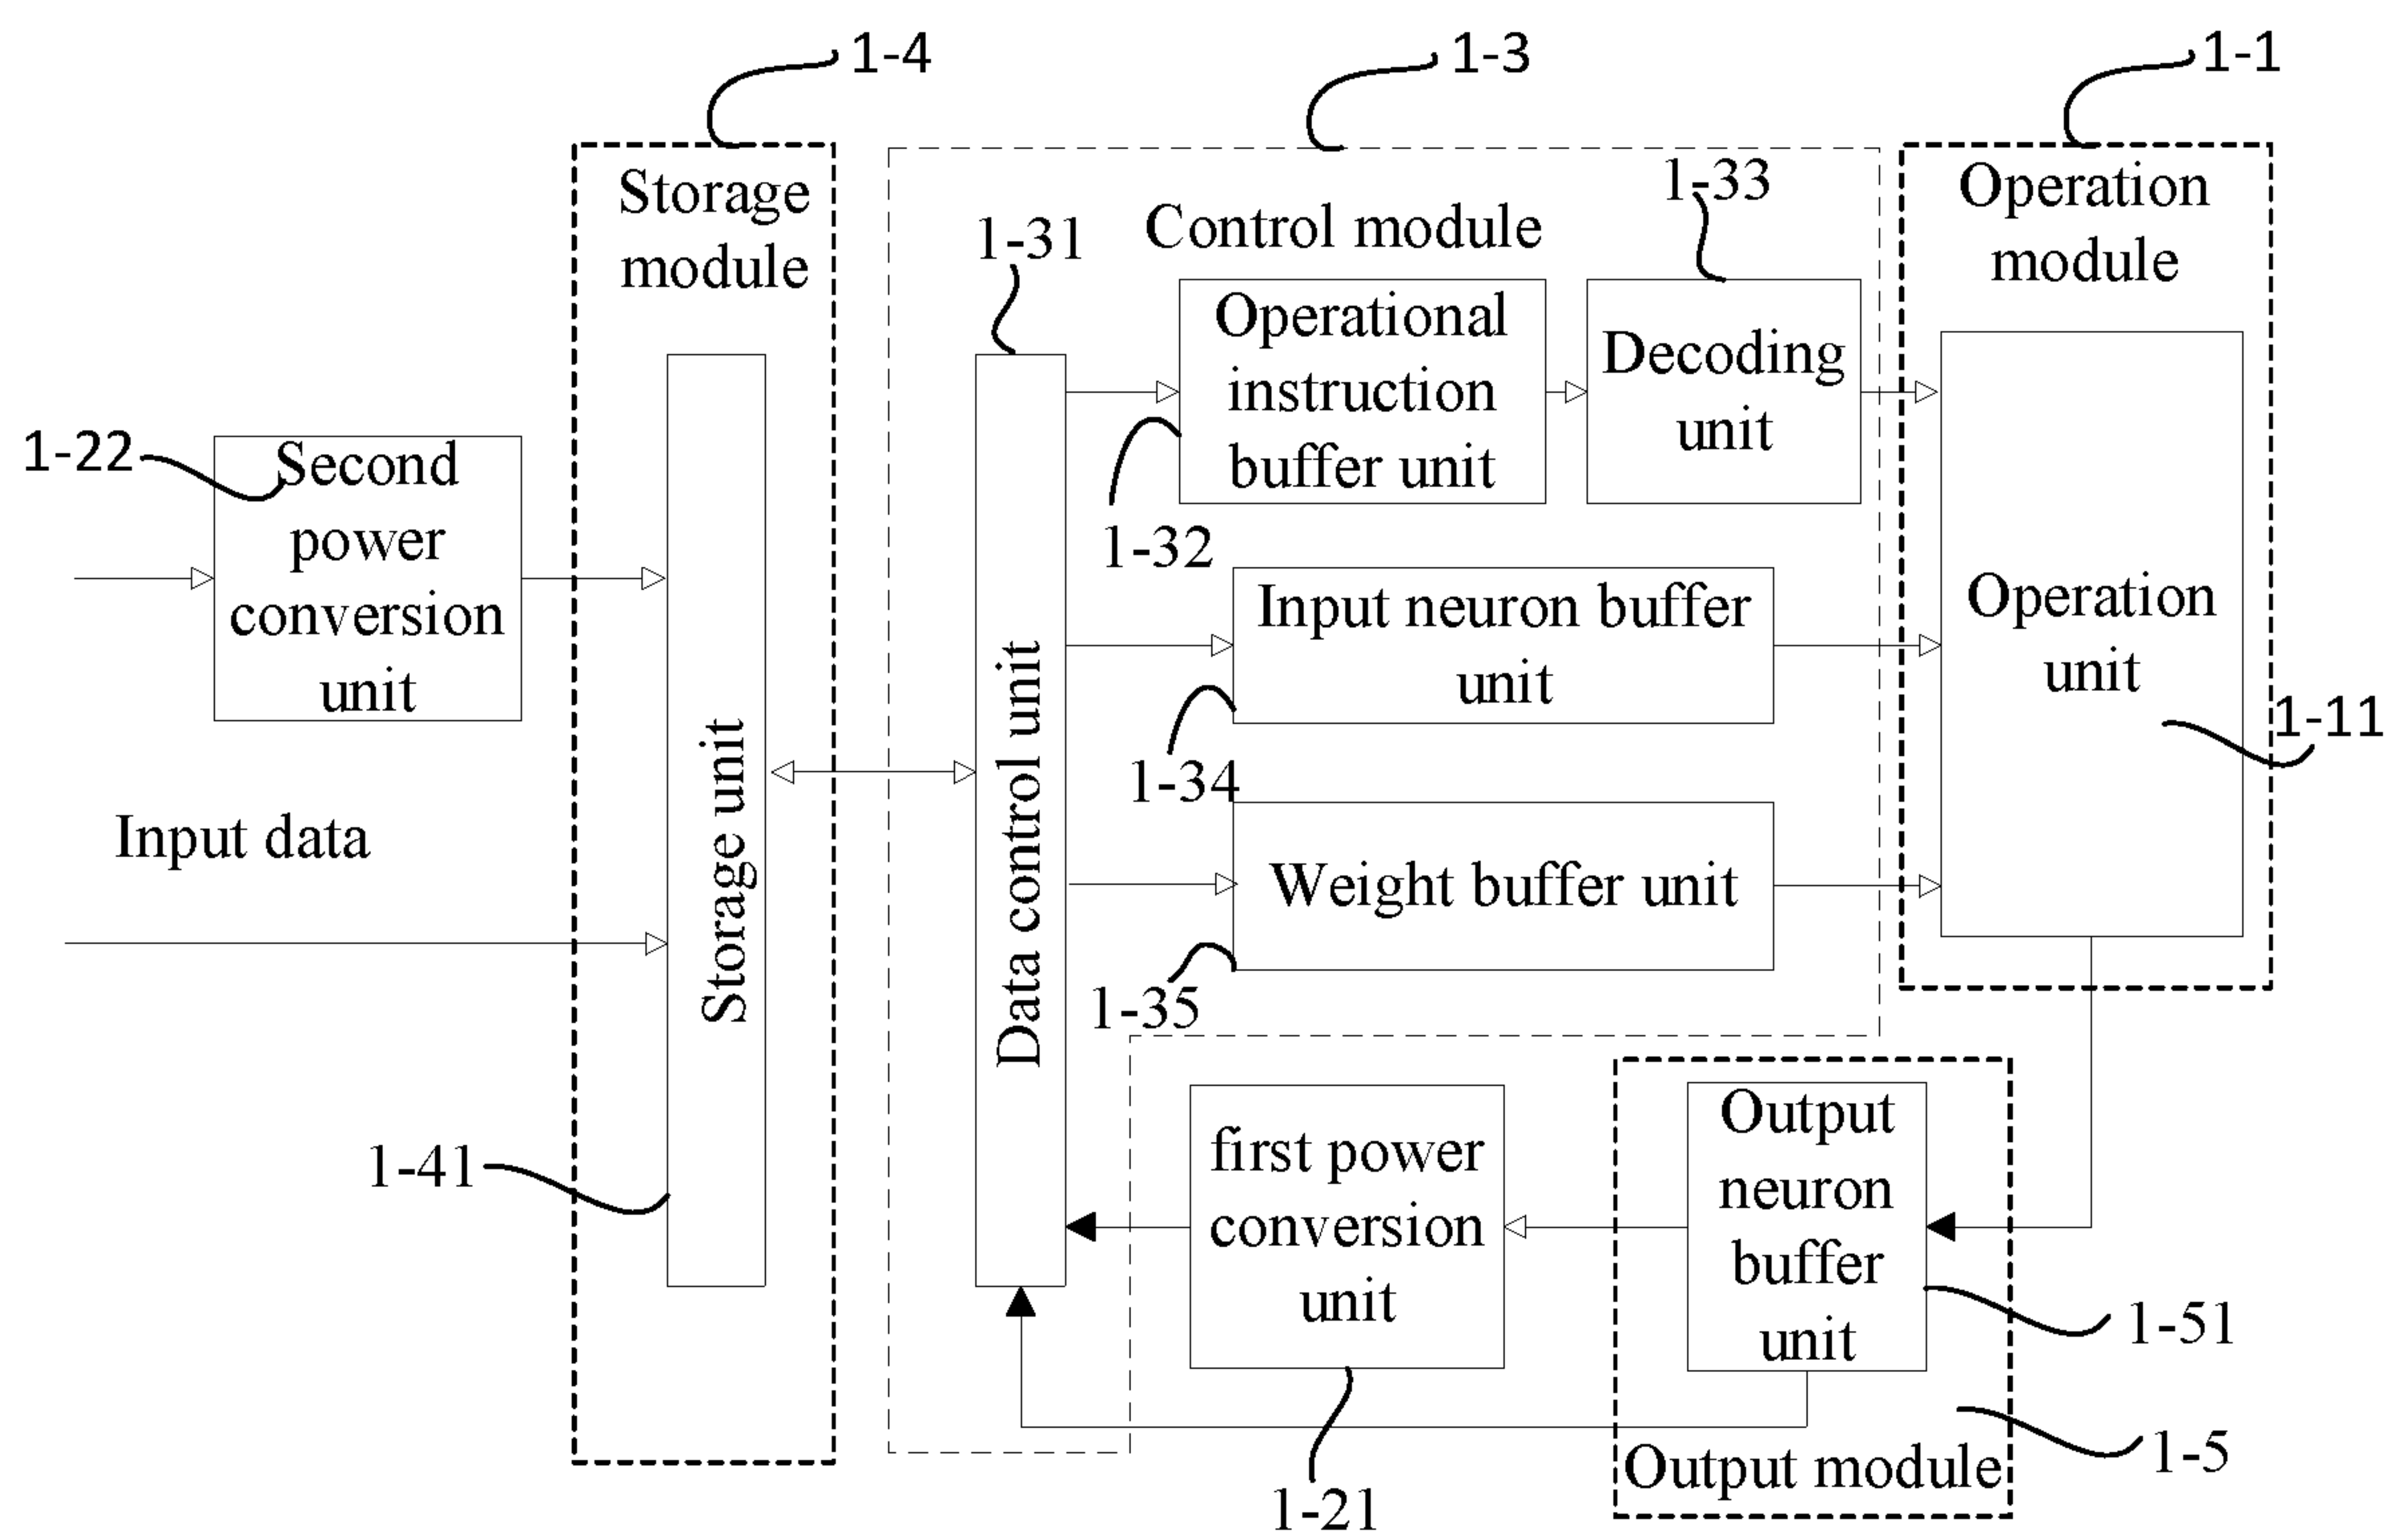 1-4
1-3
1-1
Storage
module
1-31
Control module
1-33
Operation
module
Operational
instruction
buffer unit
1-32
Decoding
unit
1-22
Second
power
conversion
unit
Input neuron buffer
unit
1-34
Operation
unit
1-11
Storage unit
Data control unit
Input data
Weight buffer unit
1-35
1-41
first power
conversion
unit
1-21
Output
neuron
buffer
unit
1-51
1-5
Output module